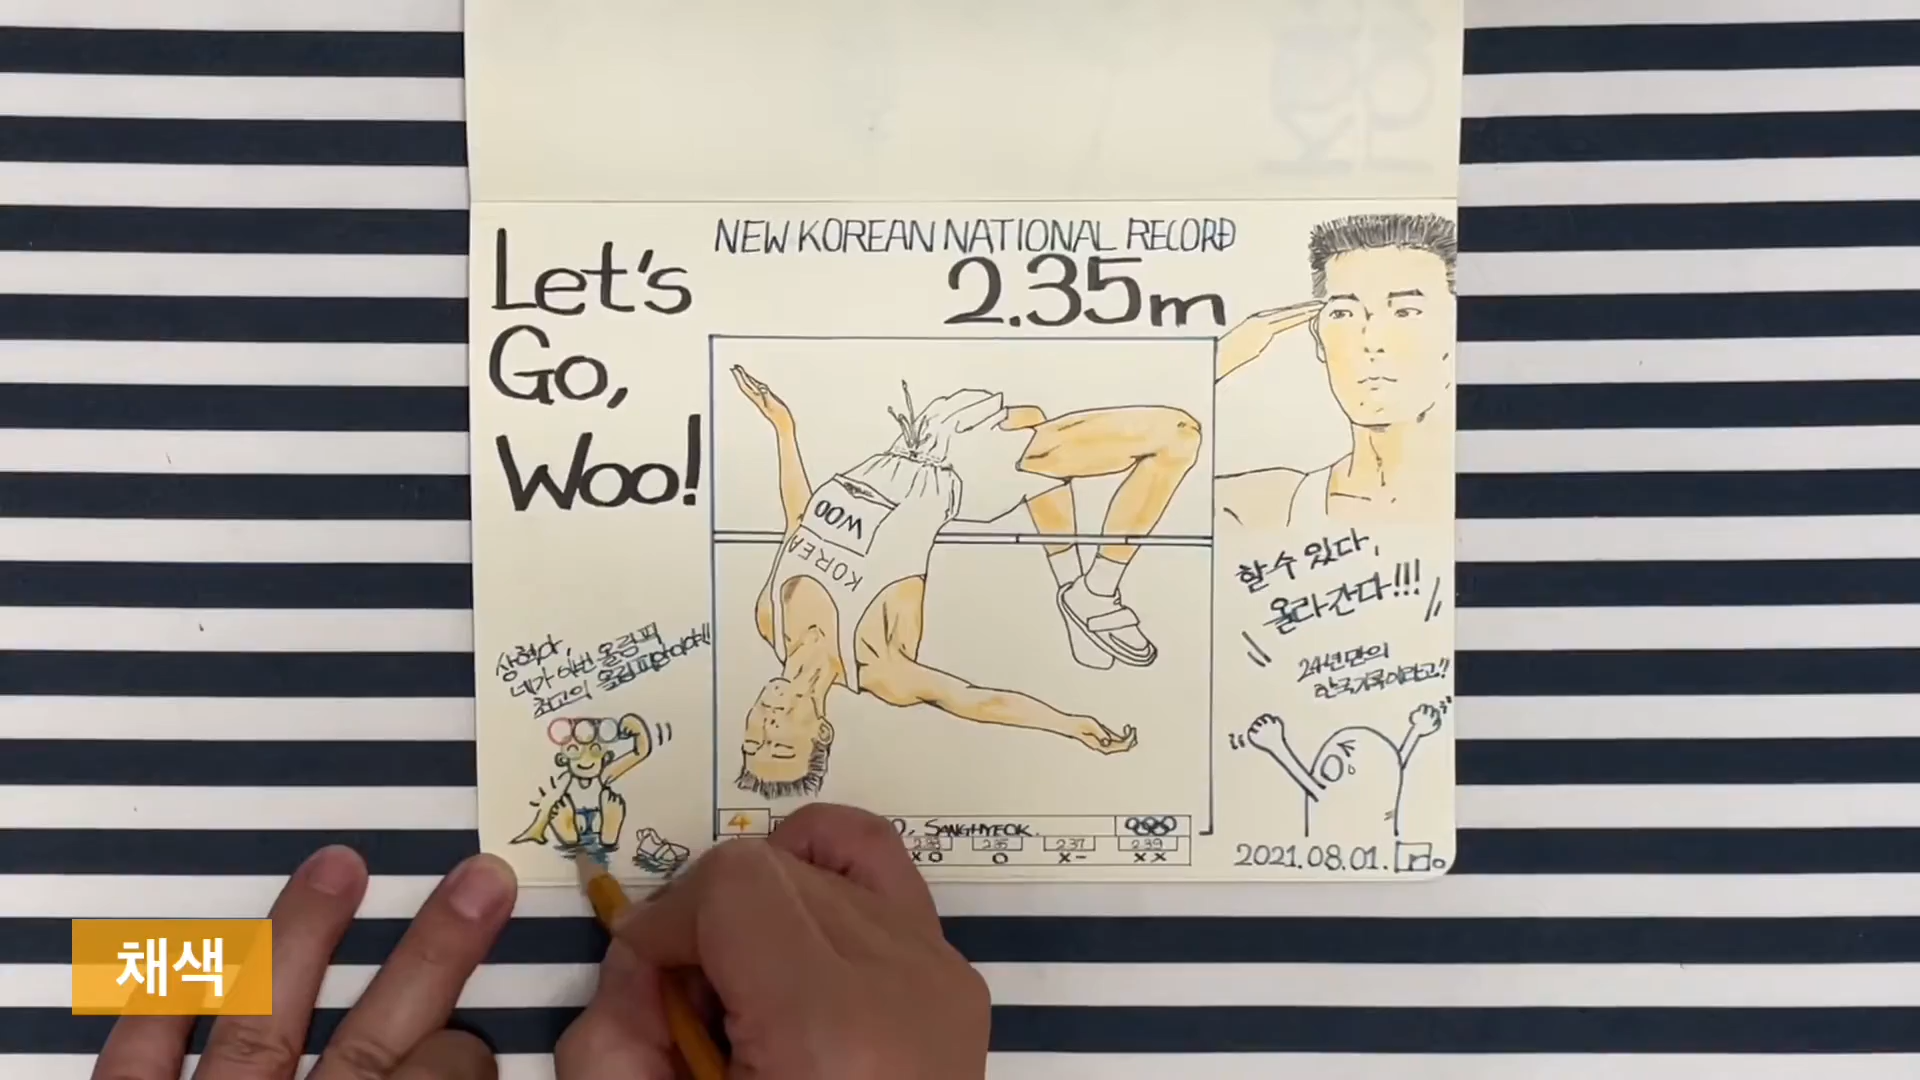 Let's
Go,
Woo!
NEW KOREAN NATIONAL RECORD
2.35m
WOO
KOREA
할 수 있다,
올라간다!!!
24년만의
한국기록이라고!!
상혁아,
네가 이번 올림픽
최고의 올림피안이야!!
4
, SANGHYEOK.
2.35 2.37 2.39
X O O X - X X
2021.08.01.
채색